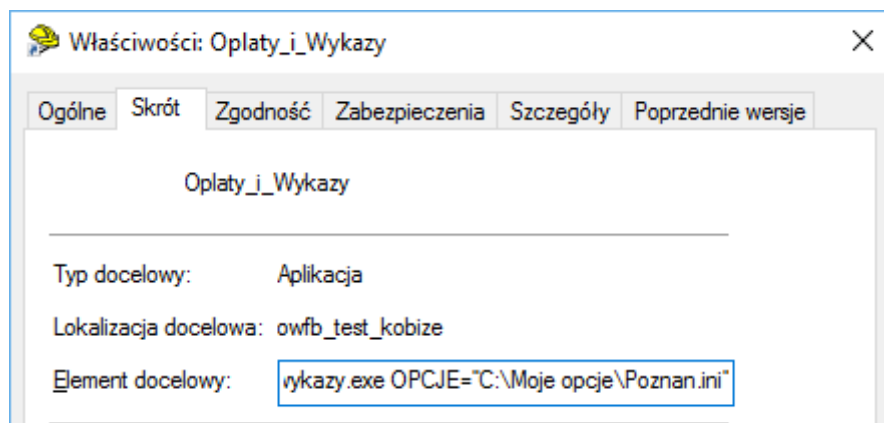 Właściwości: Oplaty_i_Wykazy
Ogólne Skrót Zgodność Zabezpieczenia Szczegóły Poprzednie wersje
Oplaty_i_Wykazy
Typ docelowy: Aplikacja
Lokalizacja docelowa: owfb_test_kobize
Element docelowy: wykazy.exe OPCJE="C:\Moje opcje\Poznan.ini"